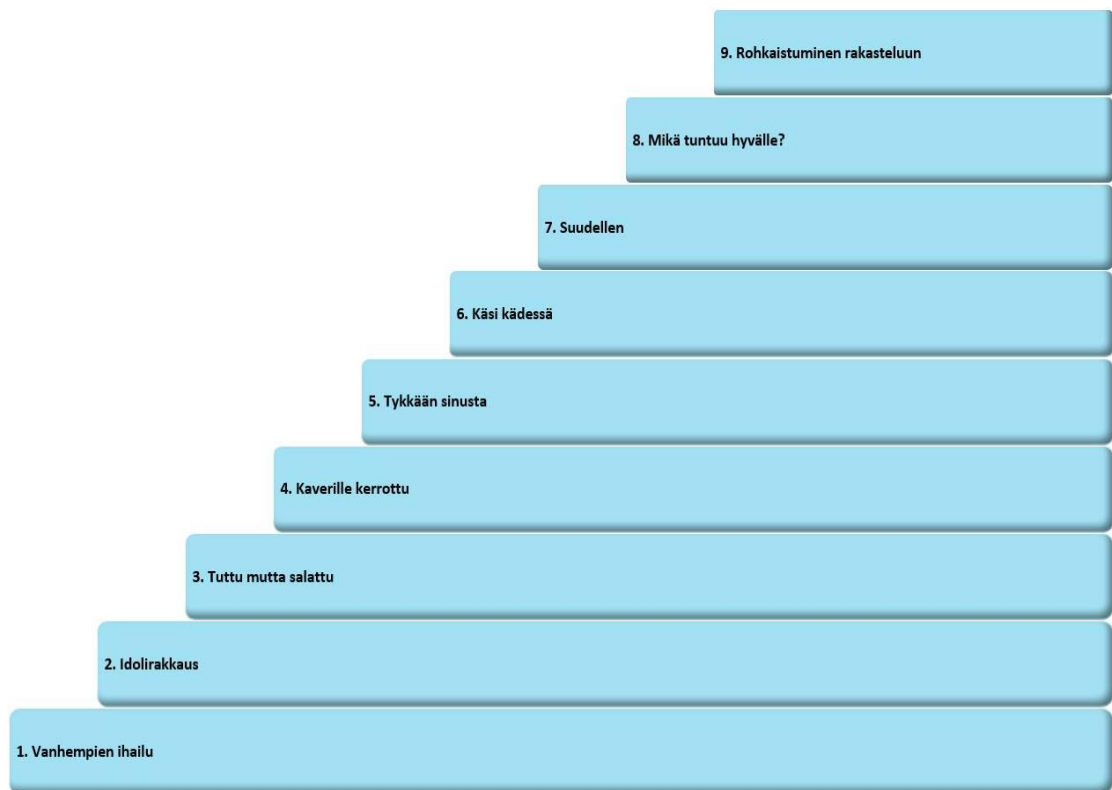 9. Rohkaistuminen rakasteluun
8. Mikä tuntuu hyvälle?
7. Suudellen
6. Käsi kädessä
5. Tykkään sinusta
4. Kaverille kerrottu
3. Tuttu mutta salattu
2. Idolirakkaus
1. Vanhempien ihailu